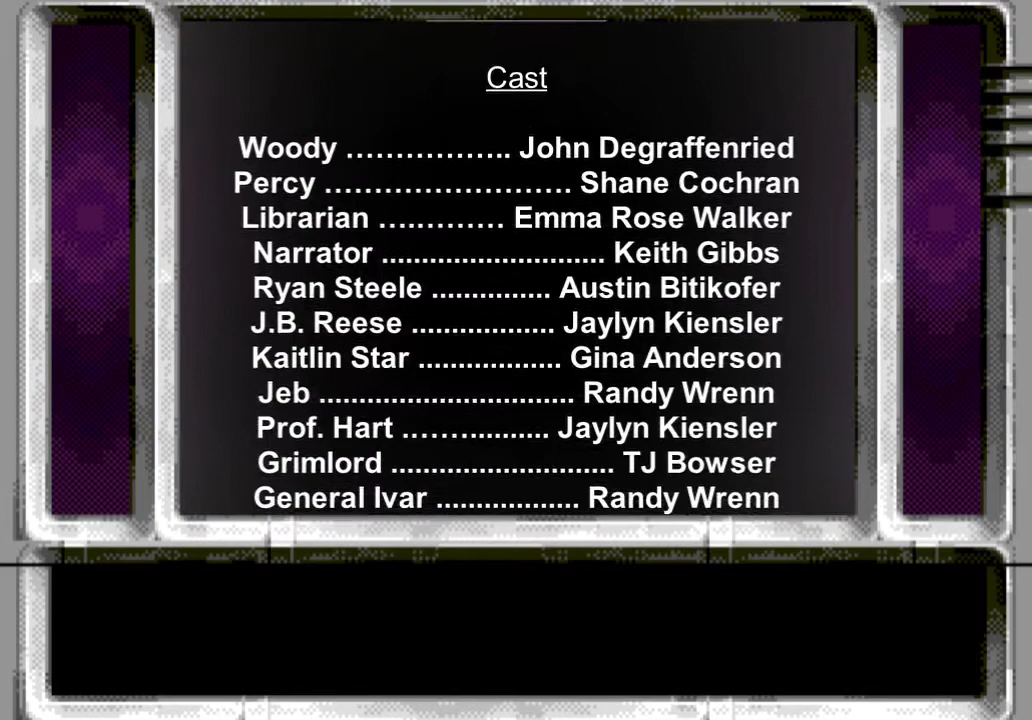 Cast
Woody ................. John Degraffenried
Percy ......................... Shane Cochran
Librarian ............ Emma Rose Walker
Narrator ............................ Keith Gibbs
Ryan Steele ............... Austin Bitikofer
J.B. Reese .................. Jaylyn Kiensler
Kaitlin Star .................. Gina Anderson
Jeb ................................ Randy Wrenn
Prof. Hart .................. Jaylyn Kiensler
Grimlord ............................ TJ Bowser
General Ivar .................. Randy Wrenn